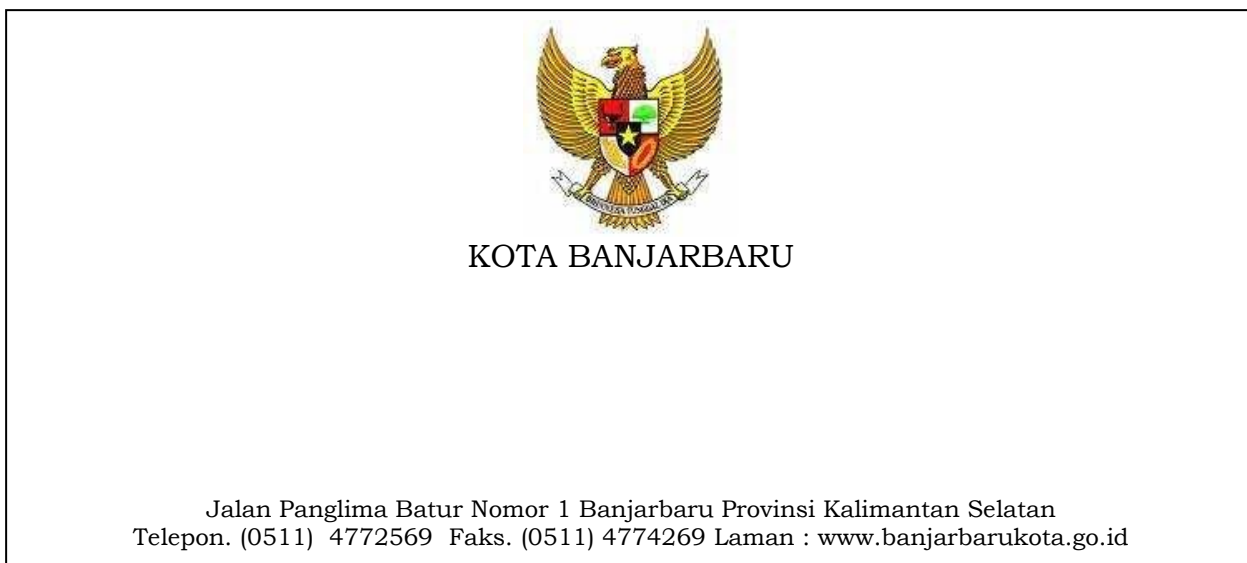 KOTA BANJARBARU
Jalan Panglima Batur Nomor 1 Banjarbaru Provinsi Kalimantan Selatan
Telepon. (0511)  4772569  Faks. (0511) 4774269 Laman : www.banjarbarukota.go.id